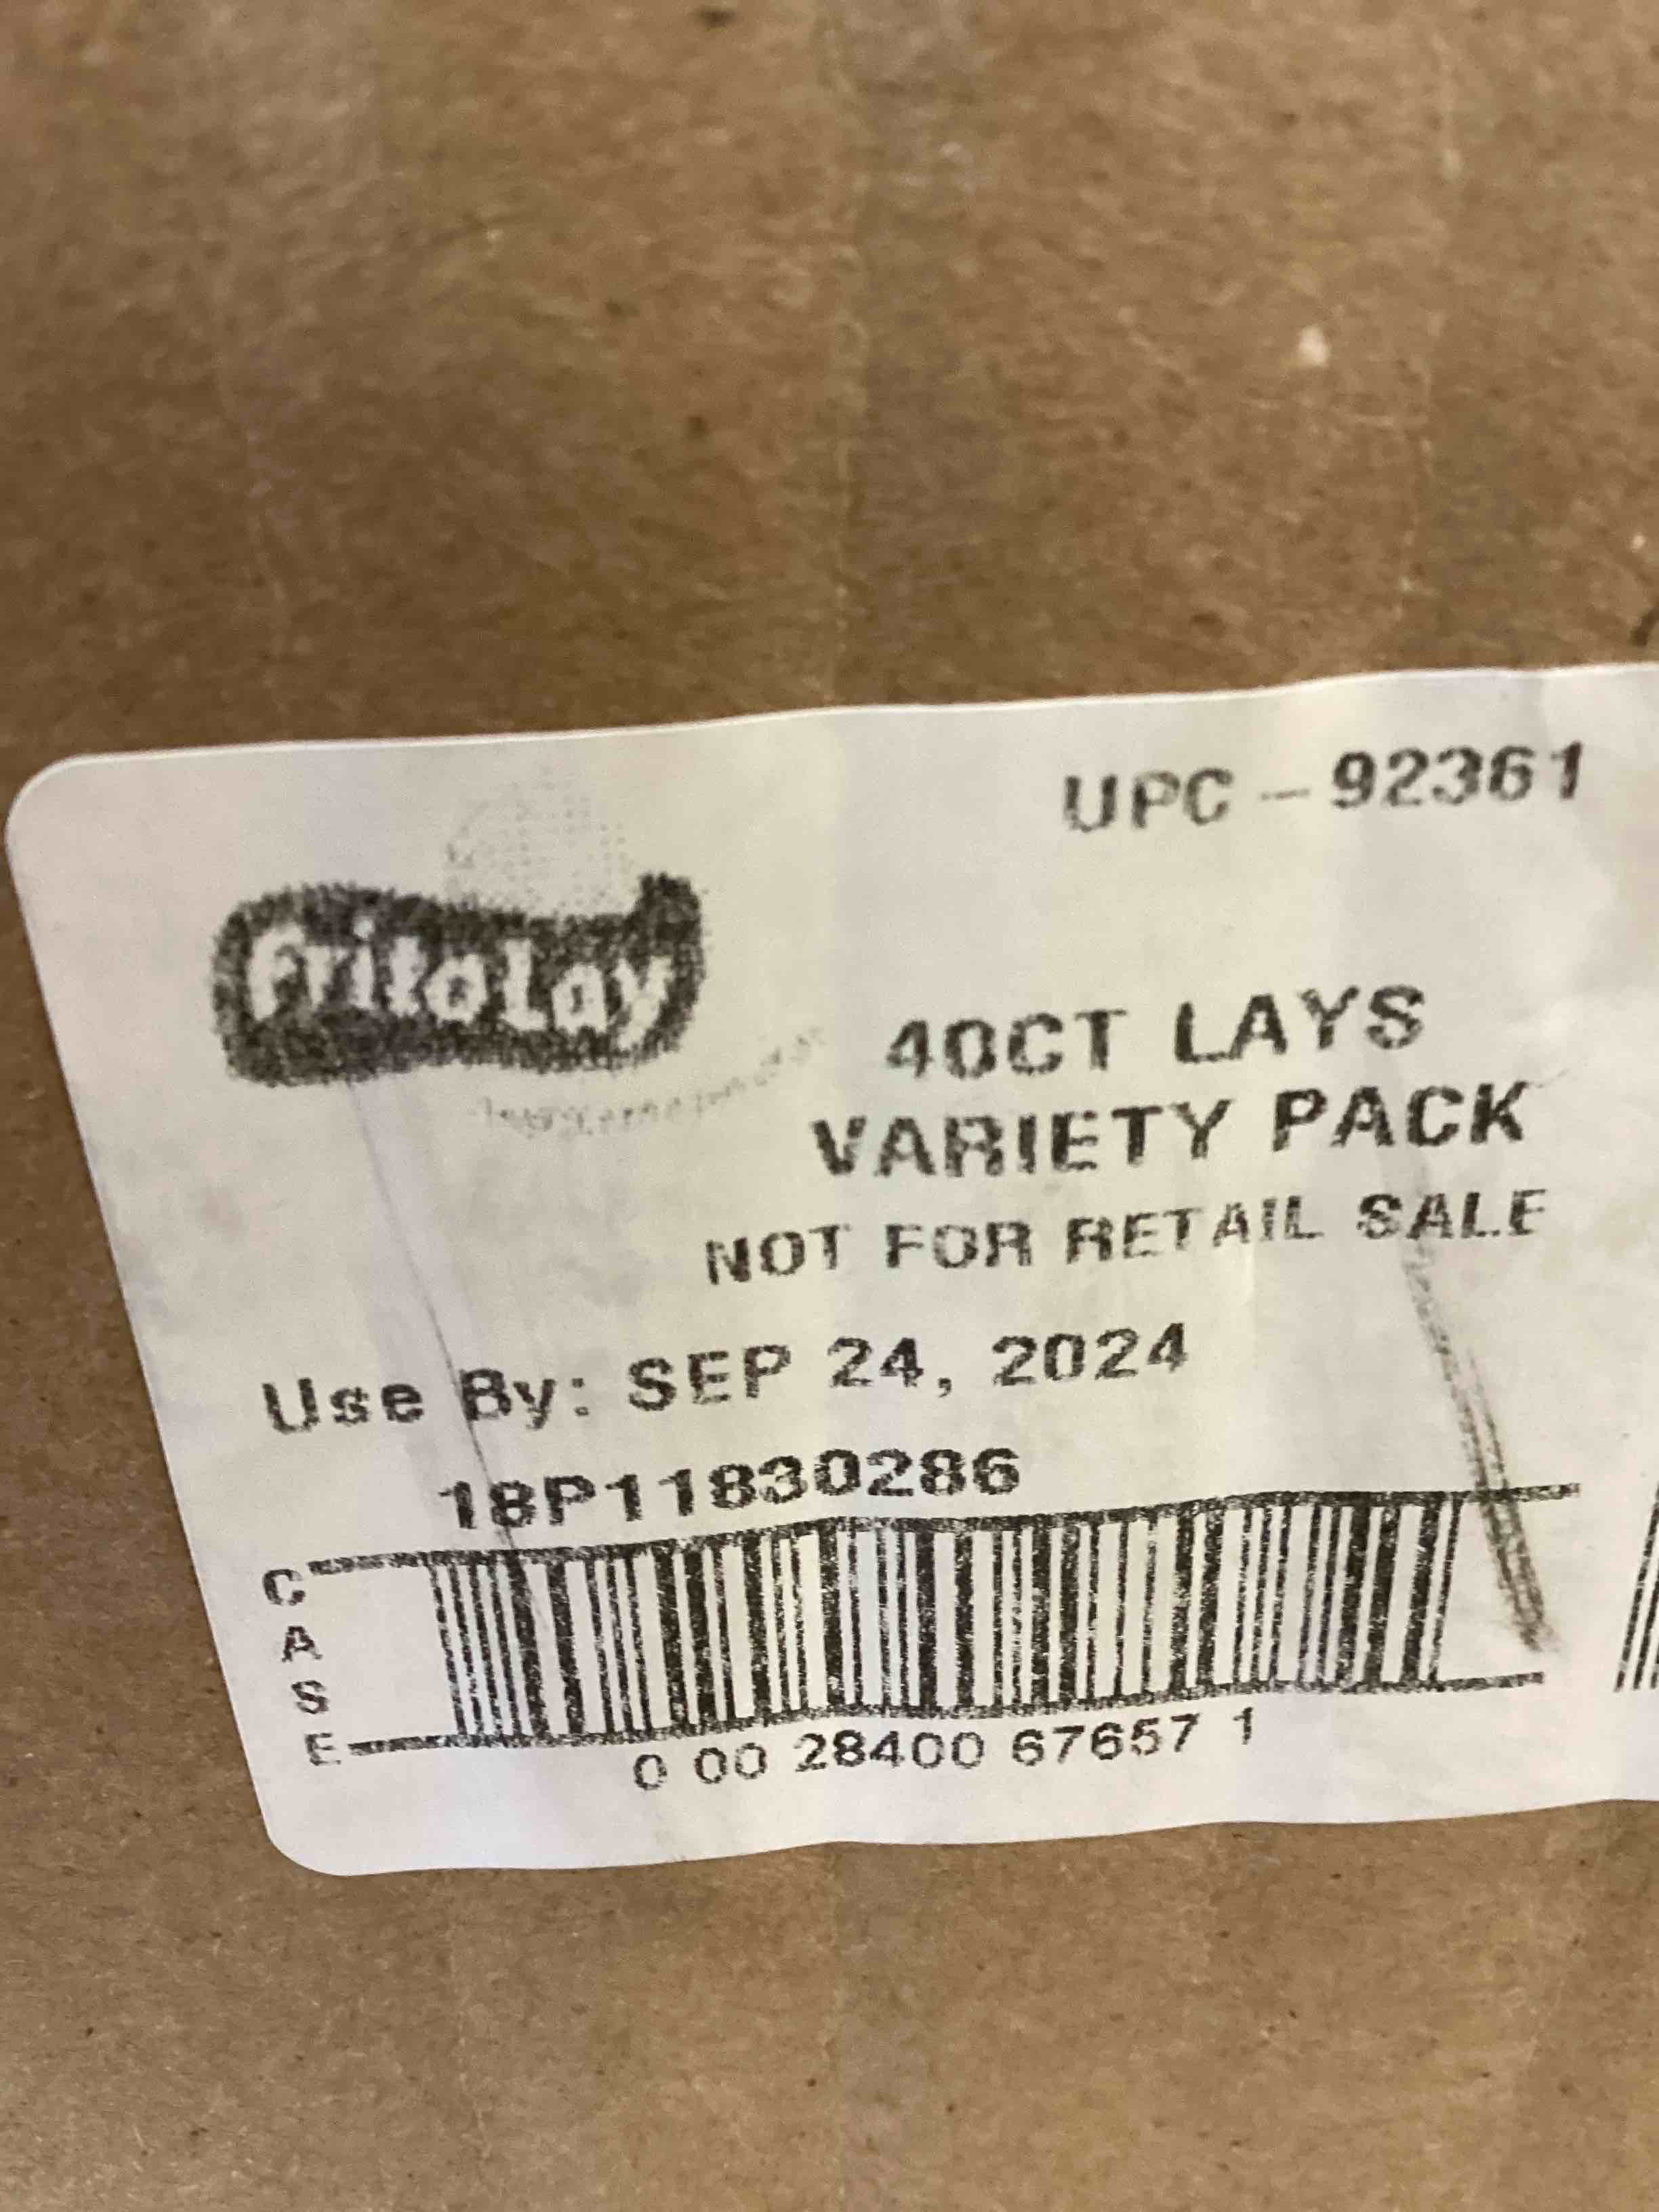 UPC - 92361
fritolay
40CT LAYS
VARIETY PACK
NOT FOR RETAIL SALE
Use By: SEP 24, 2024
18P11830286
CASE
0 00 28400 67657 1